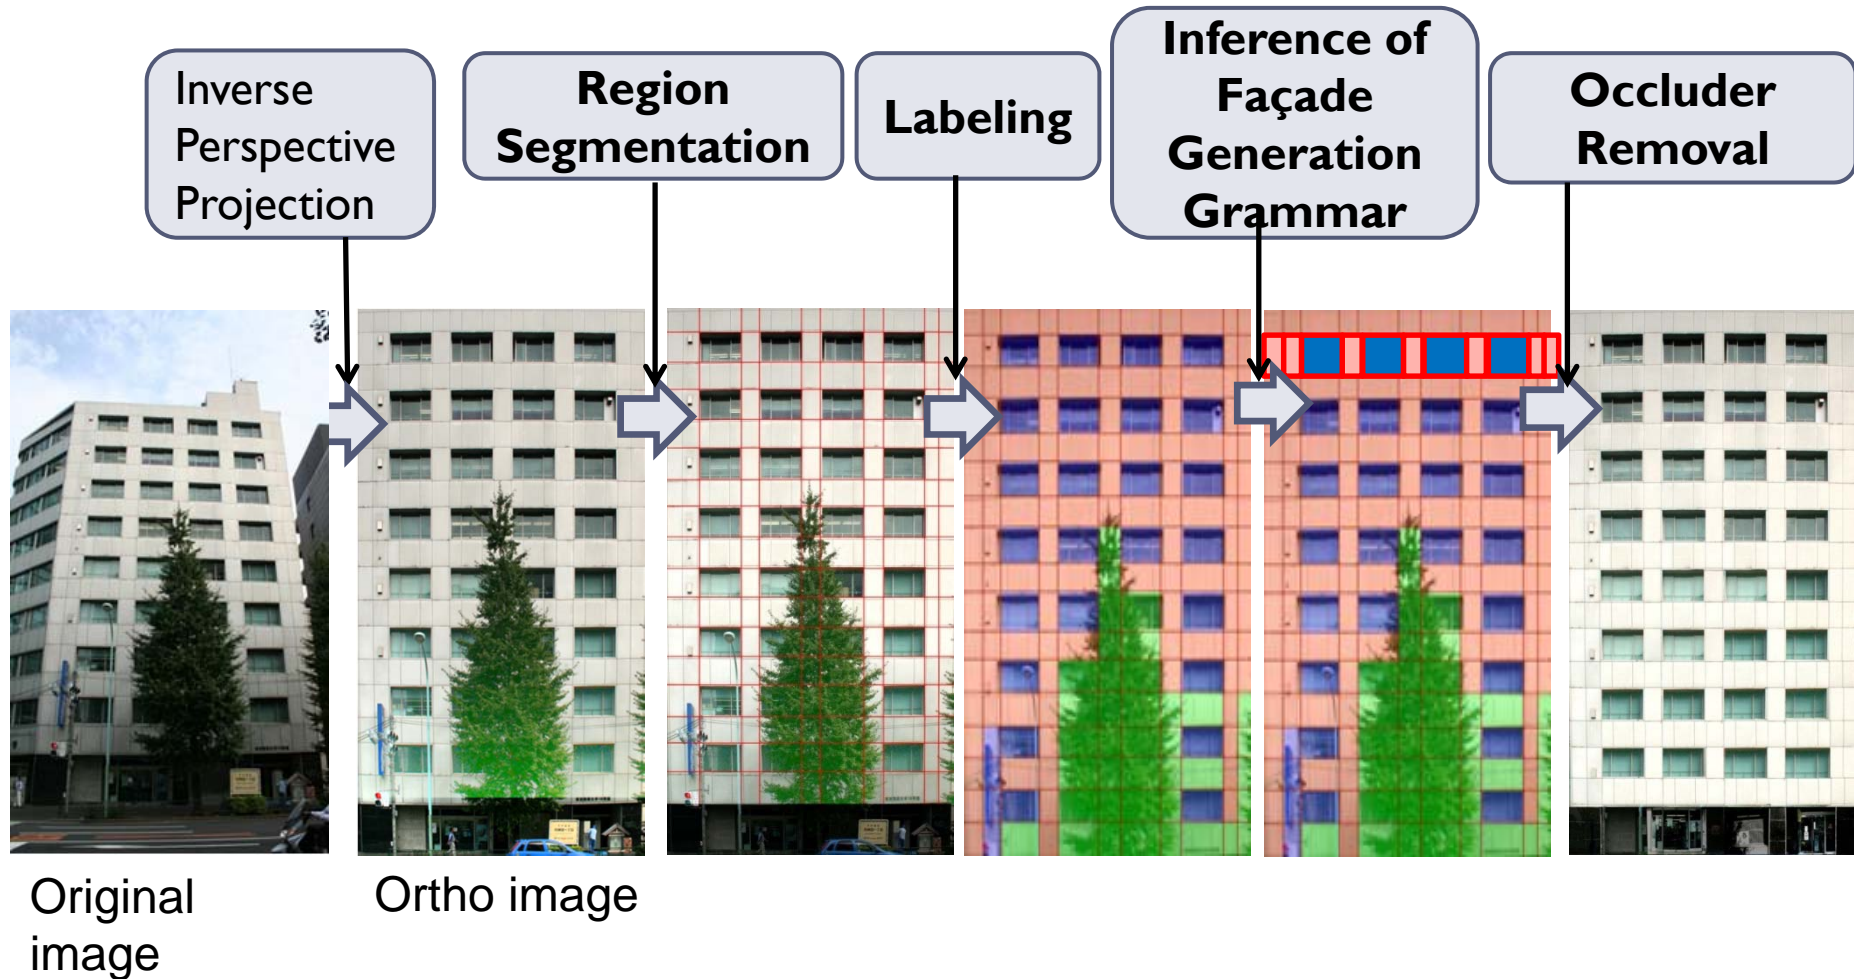 Inverse
Perspective
Projection
Region
Segmentation
Labeling
Inference of
Façade
Generation
Grammar
Occluder
Removal
Original
image
Ortho image